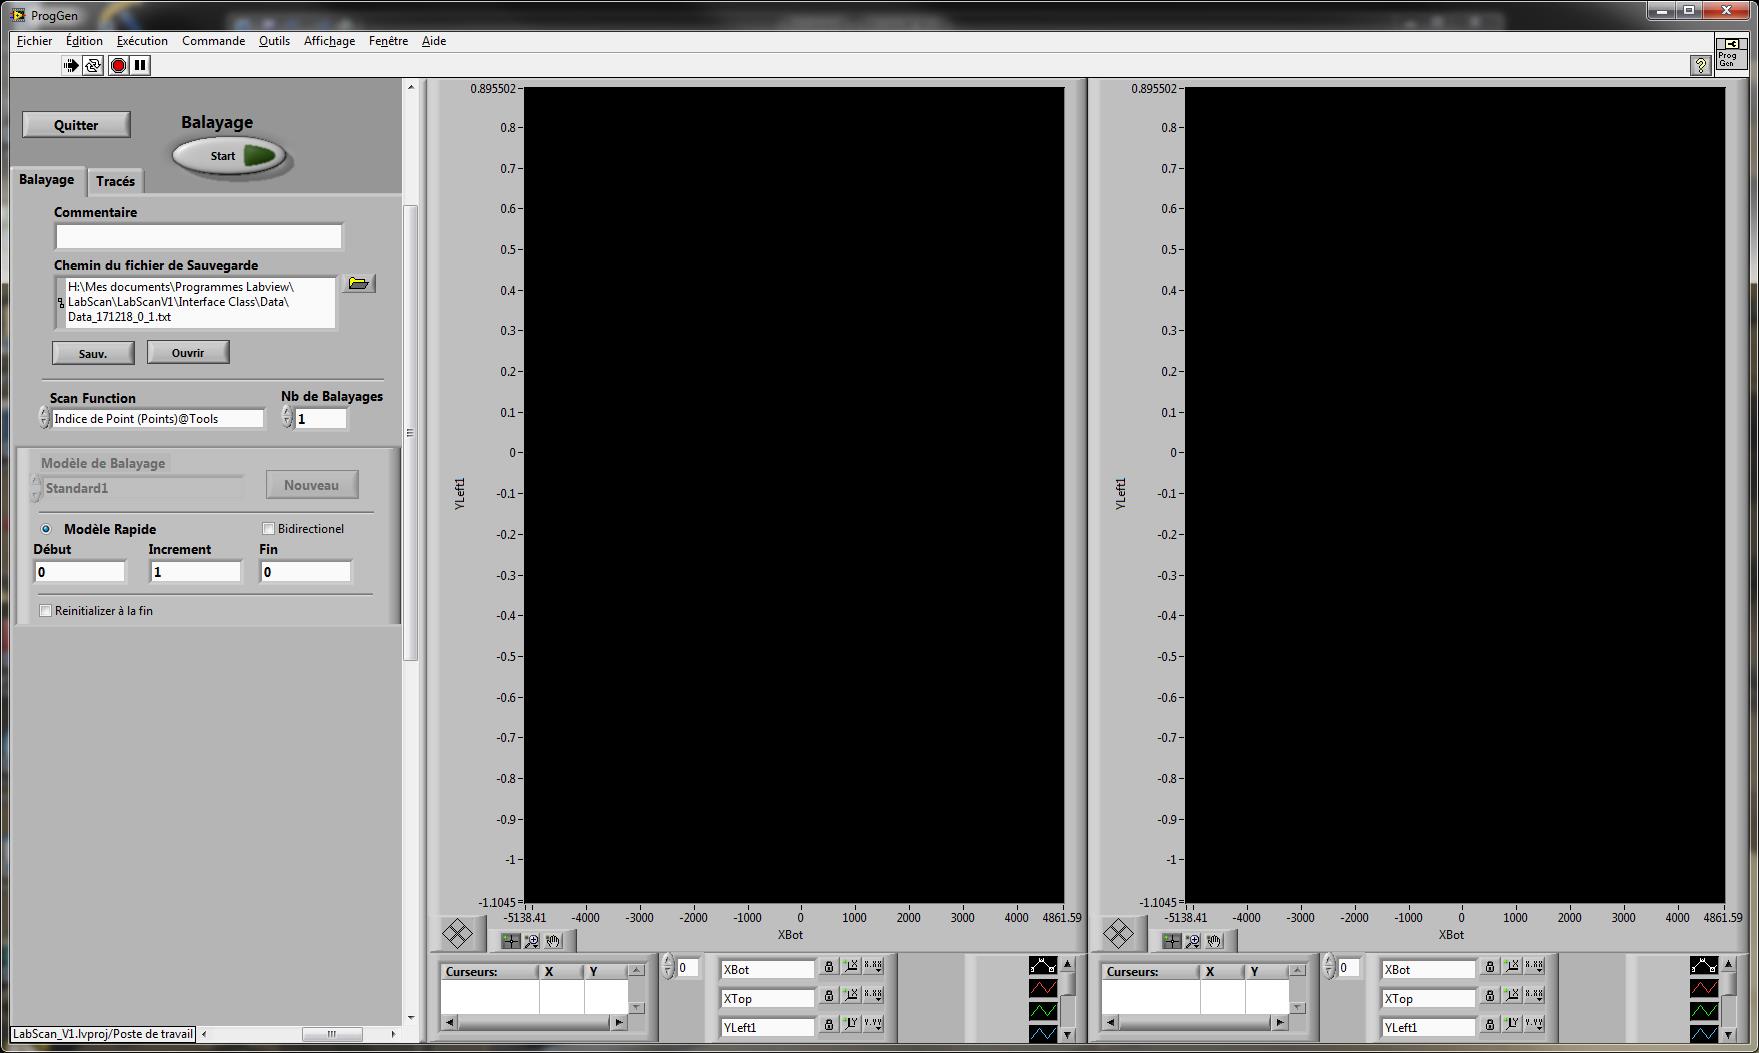 ProgGen
Fichier Édition Exécution Commande Outils Affichage Fenêtre Aide
Prog
Gen
Quitter
Balayage
Start
Balayage Tracés
Commentaire
Chemin du fichier de Sauvegarde
H:\Mes documents\Programmes Labview\
LabScan\LabScanV1\Interface Class\Data\
Data_171218_0_1.txt
Sauv. Ouvrir
Scan Function Nb de Balayages
Indice de Point (Points)@Tools 1
Modèle de Balayage
Standard1 Nouveau
Modèle Rapide Bidirectionel
Début Increment Fin
0 1 0
Reinitializer à la fin
LabScan_V1.lvproj/Poste de travail
0.895502
0.8
0.7
0.6
0.5
0.4
0.3
0.2
0.1
0
-0.1
-0.2
-0.3
-0.4
-0.5
-0.6
-0.7
-0.8
-0.9
-1
-1.1045
YLeft1
-5138.41 -4000 -3000 -2000 -1000 0 1000 2000 3000 4000 4861.59
XBot
Curseurs: X Y
0
XBot
XTop
YLeft1
0.895502
0.8
0.7
0.6
0.5
0.4
0.3
0.2
0.1
0
-0.1
-0.2
-0.3
-0.4
-0.5
-0.6
-0.7
-0.8
-0.9
-1
-1.1045
YLeft1
-5138.41 -4000 -3000 -2000 -1000 0 1000 2000 3000 4000 4861.59
XBot
Curseurs: X Y
0
XBot
XTop
YLeft1